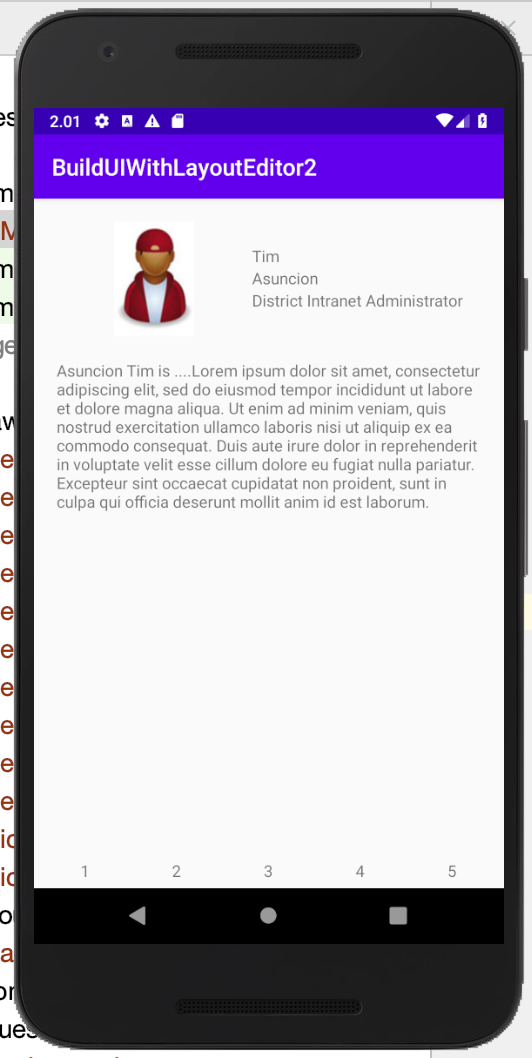 2.01
BuildUIWithLayoutEditor2
Tim
Asuncion
District Intranet Administrator
Asuncion Tim is ....Lorem ipsum dolor sit amet, consectetur
adipiscing elit, sed do eiusmod tempor incididunt ut labore
et dolore magna aliqua. Ut enim ad minim veniam, quis
nostrud exercitation ullamco laboris nisi ut aliquip ex ea
commodo consequat. Duis aute irure dolor in reprehenderit
in voluptate velit esse cillum dolore eu fugiat nulla pariatur.
Excepteur sint occaecat cupidatat non proident, sunt in
culpa qui officia deserunt mollit anim id est laborum.
1 2 3 4 5